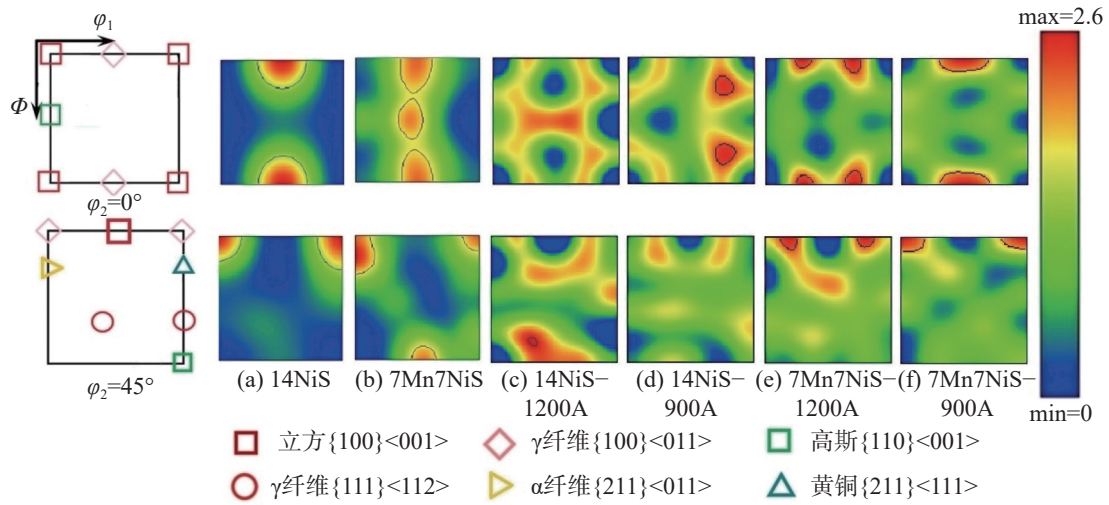 φ₁
max=2.6
Φ
φ₂=0°
φ₂=45°
(a) 14NiS
(b) 7Mn7NiS
(c) 14NiS−
1200A
(d) 14NiS−
900A
(e) 7Mn7NiS−
1200A
(f) 7Mn7NiS−
900A
min=0
立方{100}<001>
γ纤维{100}<011>
高斯{110}<001>
γ纤维{111}<112>
α纤维{211}<011>
黄铜{211}<111>